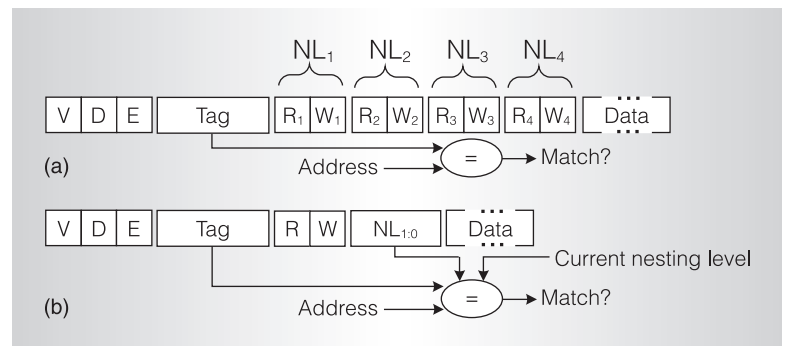 NL₁ NL₂ NL₃ NL₄
V D E Tag R₁ W₁ R₂ W₂ R₃ W₃ R₄ W₄ Data
(a) Address = Match?
V D E Tag R W NL₁:₀ Data
Current nesting level
(b) Address = Match?